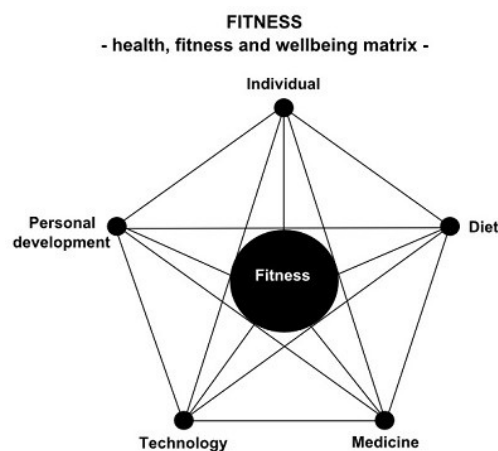 FITNESS
- health, fitness and wellbeing matrix -
Individual
Personal
development
Diet
Fitness
Technology
Medicine